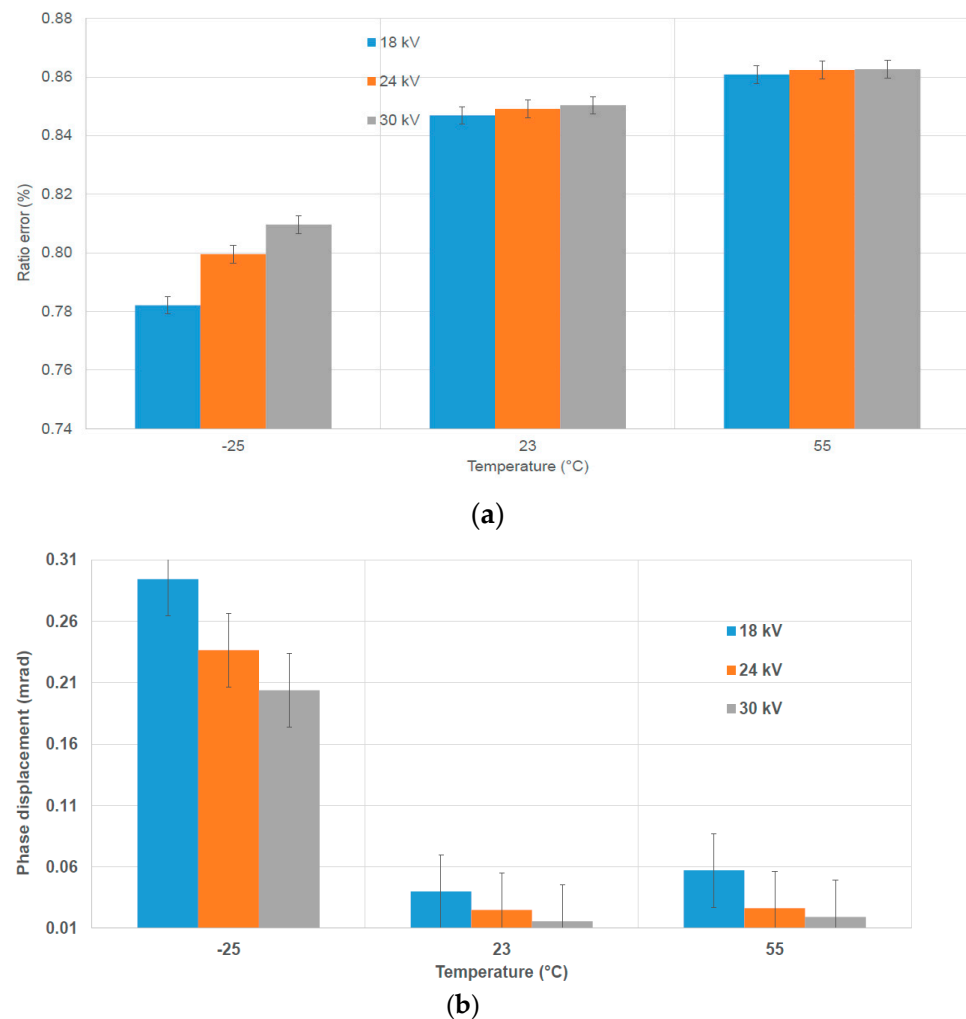 0.88
18 kV
0.86
24 kV
0.84
30 kV
0.82
0.80
0.78
0.76
0.74
Ratio error (%)
-25 23 55
Temperature (°C)
(a)
0.31
0.26
18 kV
0.21
24 kV
30 kV
0.16
0.11
0.06
0.01
Phase displacement (mrad)
-25 23 55
Temperature (°C)
(b)